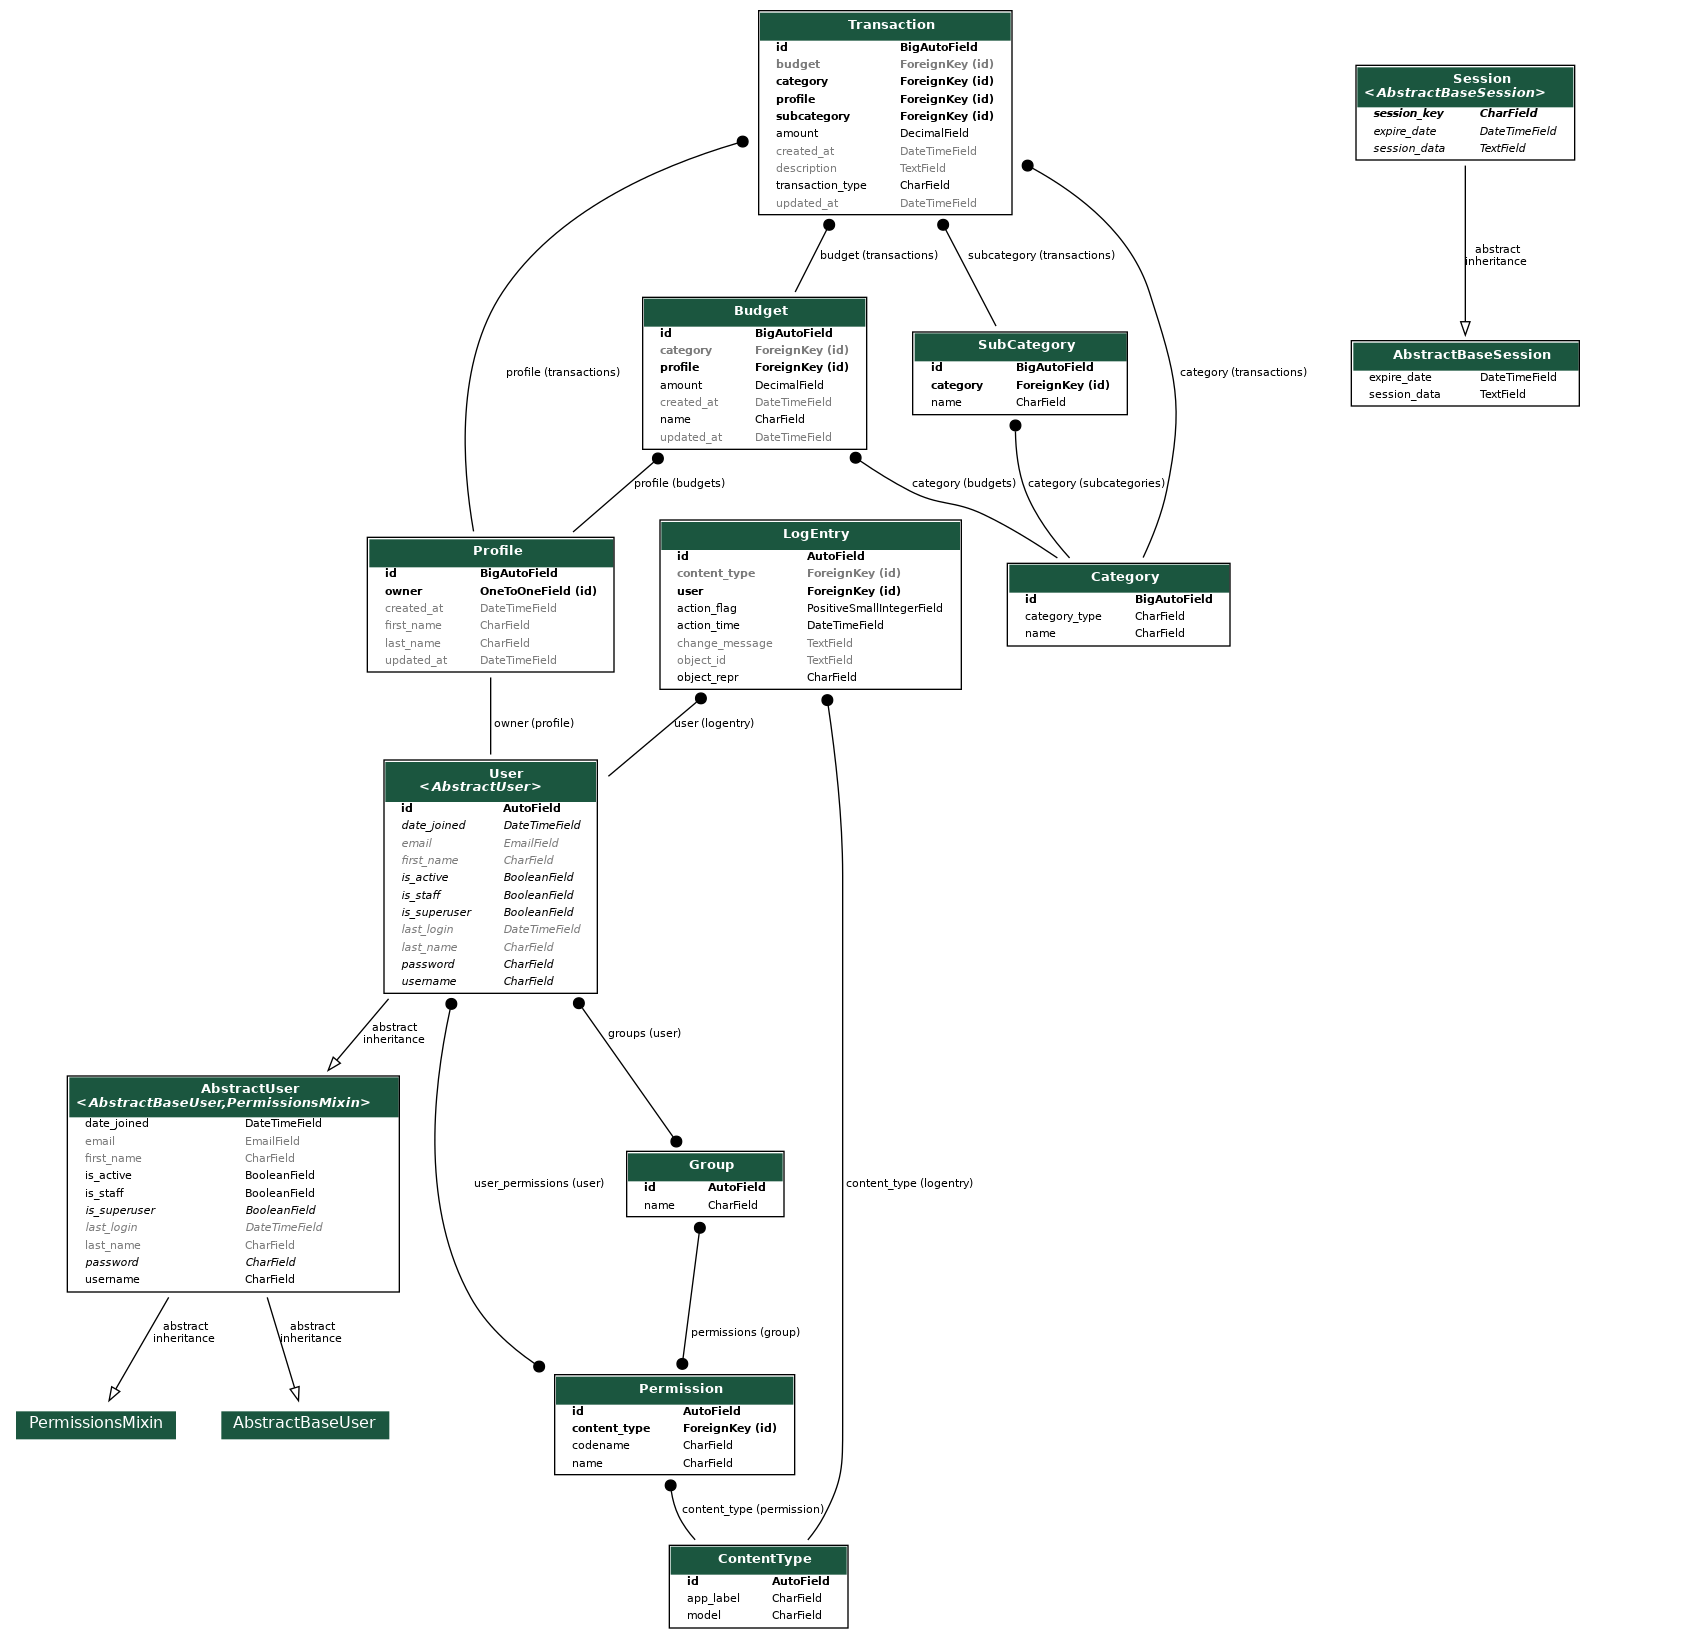 Transaction
id BigAutoField
budget ForeignKey (id)
category ForeignKey (id)
profile ForeignKey (id)
subcategory ForeignKey (id)
amount DecimalField
created_at DateTimeField
description TextField
transaction_type CharField
updated_at DateTimeField
Session
<AbstractBaseSession>
session_key CharField
expire_date DateTimeField
session_data TextField
budget (transactions)
subcategory (transactions)
abstract
inheritance
profile (transactions)
category (transactions)
Budget
id BigAutoField
category ForeignKey (id)
profile ForeignKey (id)
amount DecimalField
created_at DateTimeField
name CharField
updated_at DateTimeField
SubCategory
id BigAutoField
category ForeignKey (id)
name CharField
AbstractBaseSession
expire_date DateTimeField
session_data TextField
profile (budgets)
category (budgets)
category (subcategories)
Profile
id BigAutoField
owner OneToOneField (id)
created_at DateTimeField
first_name CharField
last_name CharField
updated_at DateTimeField
LogEntry
id AutoField
content_type ForeignKey (id)
user ForeignKey (id)
action_flag PositiveSmallIntegerField
action_time DateTimeField
change_message TextField
object_id TextField
object_repr CharField
Category
id BigAutoField
category_type CharField
name CharField
owner (profile)
user (logentry)
User
<AbstractUser>
id AutoField
date_joined DateTimeField
email EmailField
first_name CharField
is_active BooleanField
is_staff BooleanField
is_superuser BooleanField
last_login DateTimeField
last_name CharField
password CharField
username CharField
abstract
inheritance
groups (user)
AbstractUser
<AbstractBaseUser,PermissionsMixin>
date_joined DateTimeField
email EmailField
first_name CharField
is_active BooleanField
is_staff BooleanField
is_superuser BooleanField
last_login DateTimeField
last_name CharField
password CharField
username CharField
user_permissions (user)
Group
id AutoField
name CharField
content_type (logentry)
abstract
inheritance
abstract
inheritance
permissions (group)
PermissionsMixin
AbstractBaseUser
Permission
id AutoField
content_type ForeignKey (id)
codename CharField
name CharField
content_type (permission)
ContentType
id AutoField
app_label CharField
model CharField